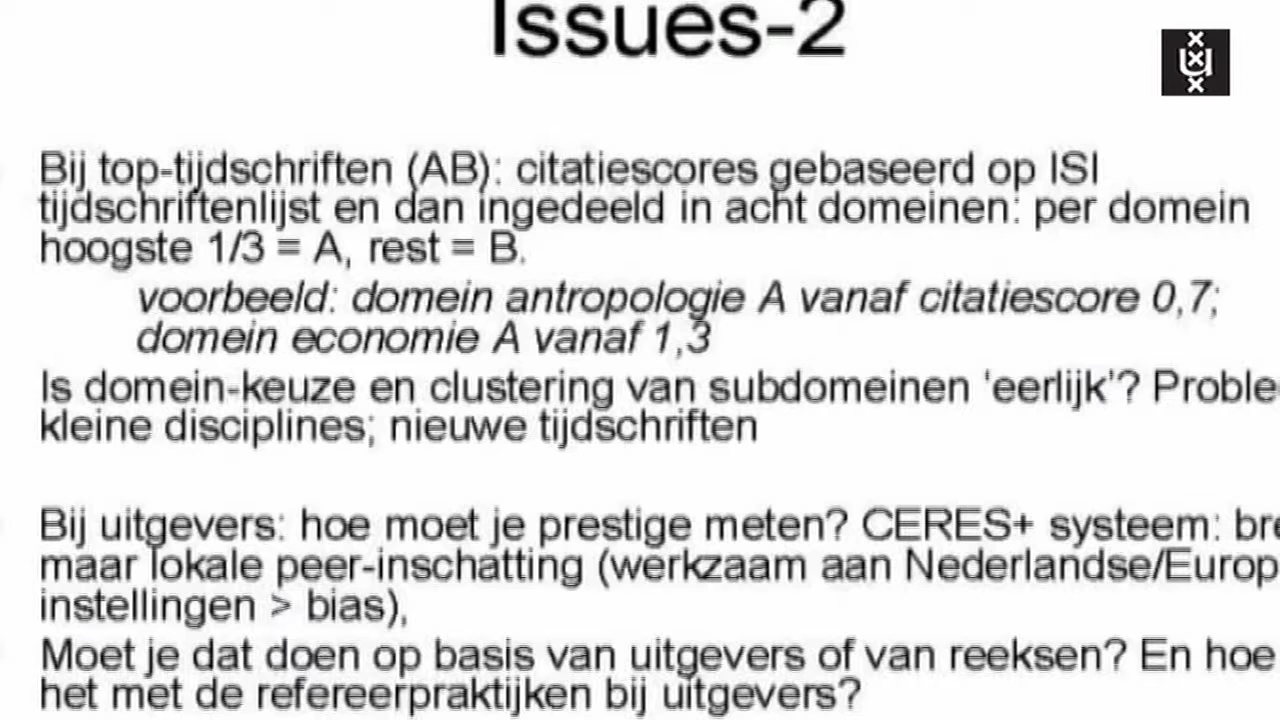 Issues-2
Bij top-tijdschriften (AB): citatiescores gebaseerd op ISI
tijdschriftenlijst en dan ingedeeld in acht domeinen: per domein
hoogste 1/3 = A, rest = B.
voorbeeld: domein antropologie A vanaf citatiescore 0,7;
domein economie A vanaf 1,3
Is domein-keuze en clustering van subdomeinen ‘eerlijk’?
kleine disciplines; nieuwe tijdschriften
Bij uitgevers: hoe moet je prestige meten? CERES+ systeem:
maar lokale peer-inschatting (werkzaam aan Nederlandse/
instellingen > bias),
Moet je dat doen op basis van uitgevers of van reeksen? En hoe
het met de refereerpraktijken bij uitgevers?